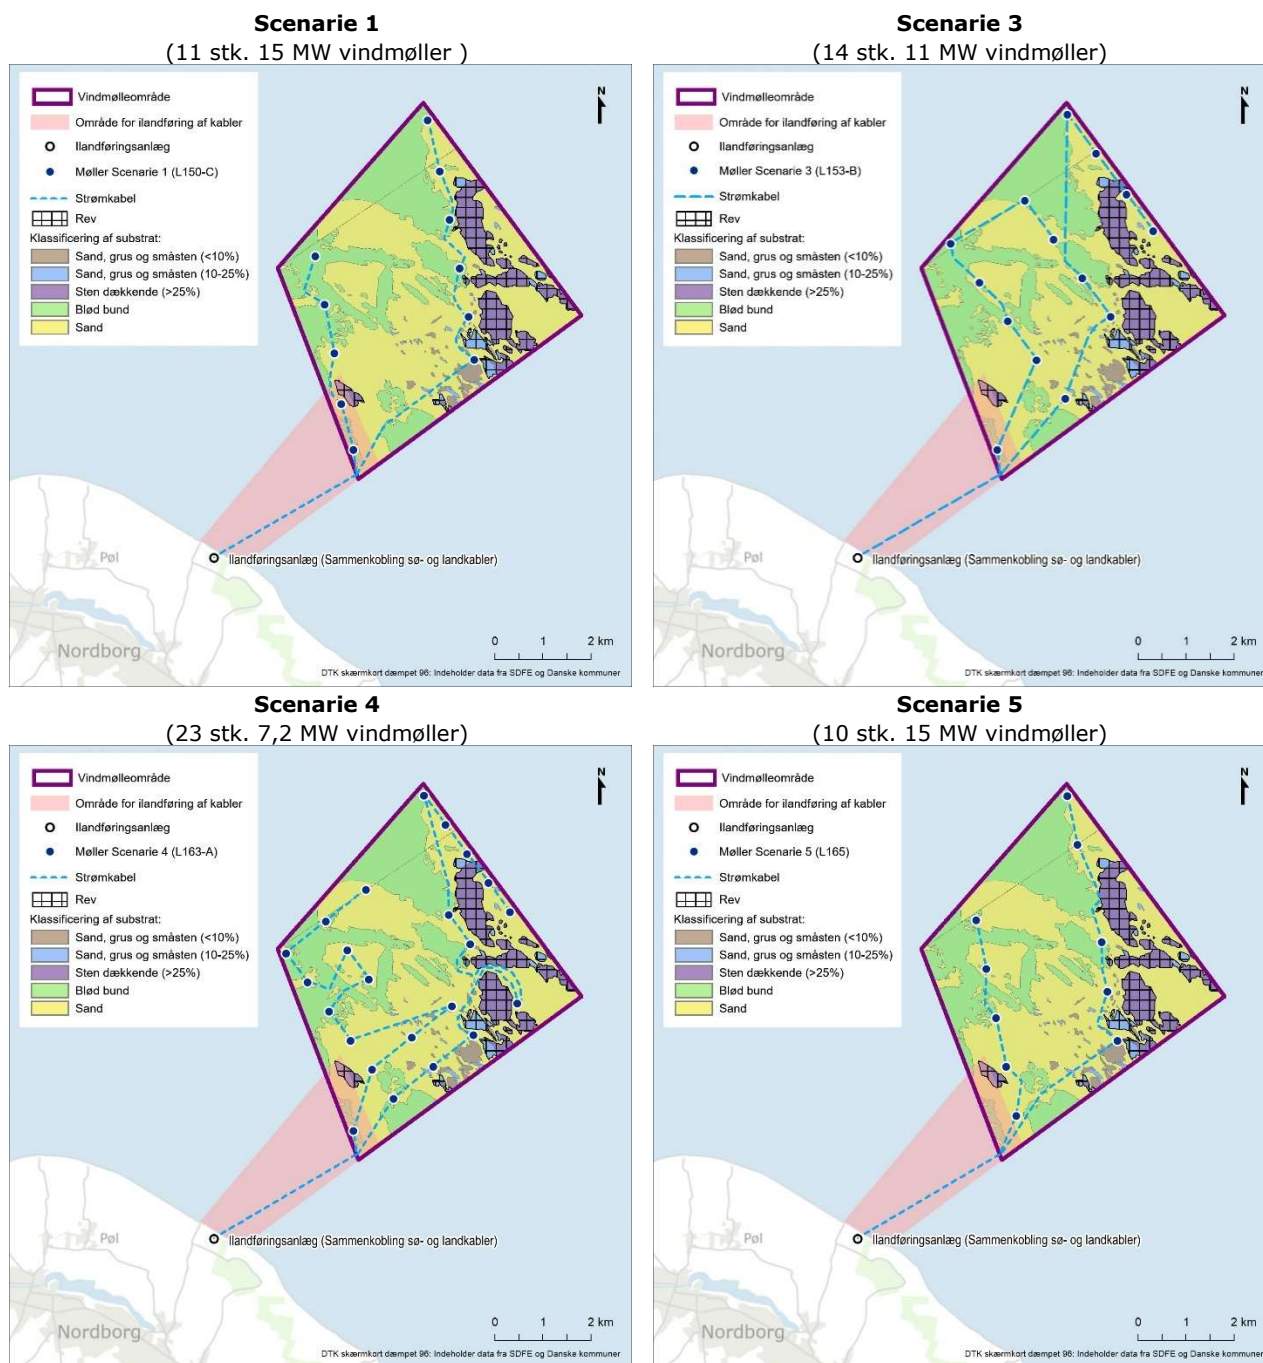 Scenarie 1
(11 stk. 15 MW vindmøller )
Vindmølleområde
Område for ilandføring af kabler
Ilandføringsanlæg
Møller Scenarie 1 (L150-C)
Strømkabel
Rev
Klassificering af substrat:
Sand, grus og småsten (<10%)
Sand, grus og småsten (10-25%)
Sten dækkende (>25%)
Blød bund
Sand
N
Ilandføringsanlæg (Sammenkobling sø- og landkabler)
Pøl
Nordborg
0 1 2 km
DTK skærmkort dæmpet 96: Indeholder data fra SDFE og Danske kommuner
Scenarie 3
(14 stk. 11 MW vindmøller)
Vindmølleområde
Område for ilandføring af kabler
Ilandføringsanlæg
Møller Scenarie 3 (L153-B)
Strømkabel
Rev
Klassificering af substrat:
Sand, grus og småsten (<10%)
Sand, grus og småsten (10-25%)
Sten dækkende (>25%)
Blød bund
Sand
N
Ilandføringsanlæg (Sammenkobling sø- og landkabler)
Pøl
Nordborg
0 1 2 km
DTK skærmkort dæmpet 96: Indeholder data fra SDFE og Danske kommuner
Scenarie 4
(23 stk. 7,2 MW vindmøller)
Vindmølleområde
Område for ilandføring af kabler
Ilandføringsanlæg
Møller Scenarie 4 (L163-A)
Strømkabel
Rev
Klassificering af substrat:
Sand, grus og småsten (<10%)
Sand, grus og småsten (10-25%)
Sten dækkende (>25%)
Blød bund
Sand
N
Ilandføringsanlæg (Sammenkobling sø- og landkabler)
Pøl
Nordborg
0 1 2 km
DTK skærmkort dæmpet 96: Indeholder data fra SDFE og Danske kommuner
Scenarie 5
(10 stk. 15 MW vindmøller)
Vindmølleområde
Område for ilandføring af kabler
Ilandføringsanlæg
Møller Scenarie 5 (L165)
Strømkabel
Rev
Klassificering af substrat:
Sand, grus og småsten (<10%)
Sand, grus og småsten (10-25%)
Sten dækkende (>25%)
Blød bund
Sand
N
Ilandføringsanlæg (Sammenkobling sø- og landkabler)
Pøl
Nordborg
0 1 2 km
DTK skærmkort dæmpet 96: Indeholder data fra SDFE og Danske kommuner